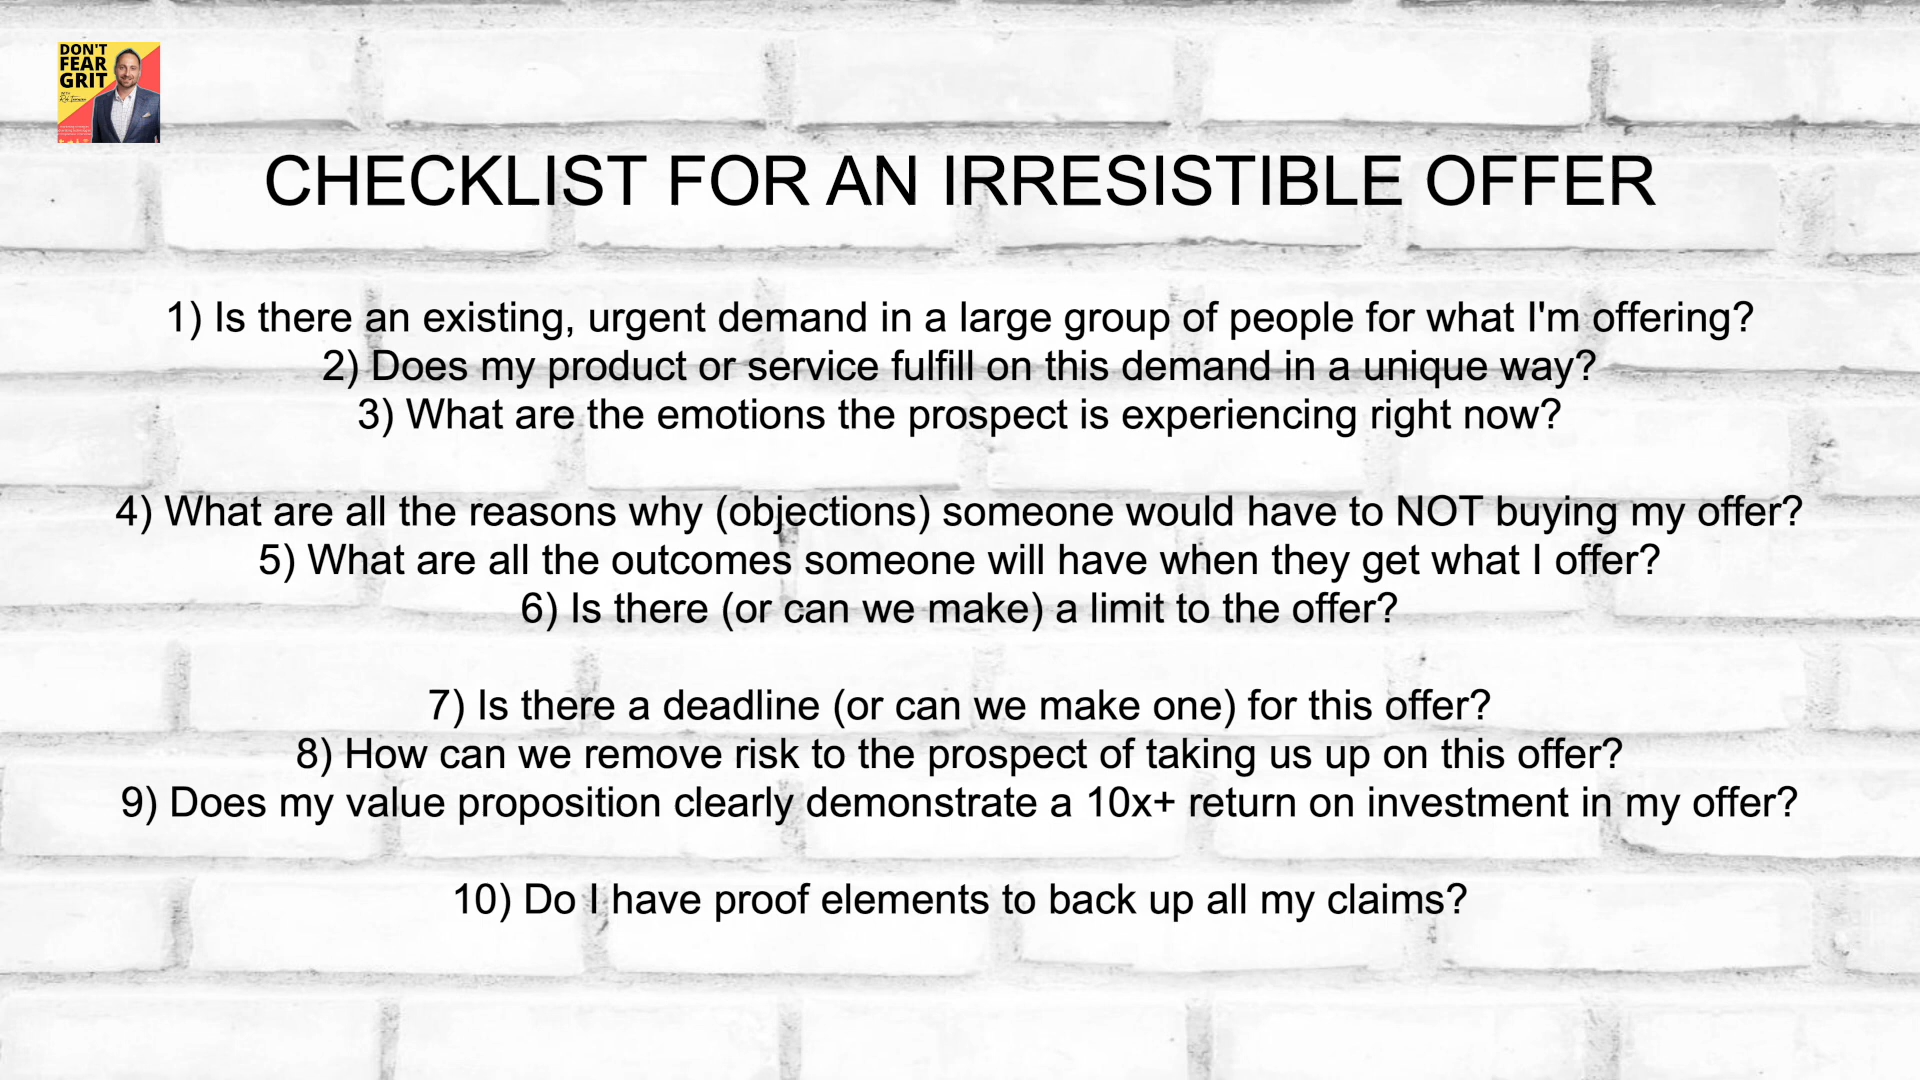 DON'T
FEAR
GRIT
CHECKLIST FOR AN IRRESISTIBLE OFFER
1) Is there an existing, urgent demand in a large group of people for what I'm offering?
2) Does my product or service fulfill on this demand in a unique way?
3) What are the emotions the prospect is experiencing right now?
4) What are all the reasons why (objections) someone would have to NOT buying my offer?
5) What are all the outcomes someone will have when they get what I offer?
6) Is there (or can we make) a limit to the offer?
7) Is there a deadline (or can we make one) for this offer?
8) How can we remove risk to the prospect of taking us up on this offer?
9) Does my value proposition clearly demonstrate a 10x+ return on investment in my offer?
10) Do I have proof elements to back up all my claims?